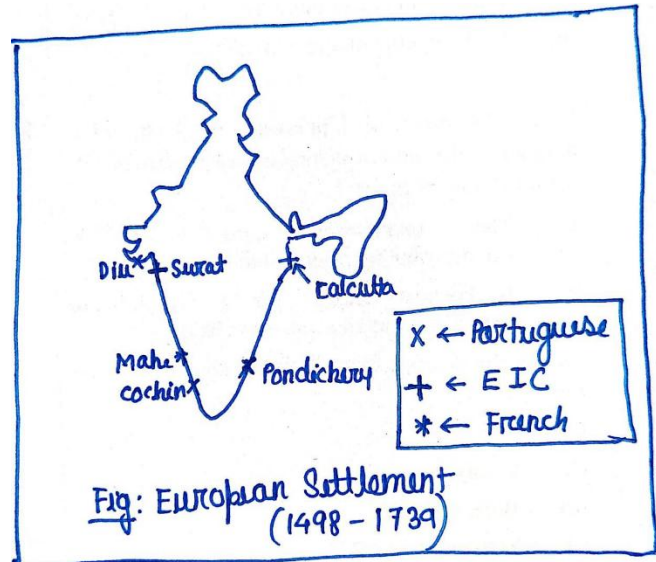 Diu
Surat
Calcutta
Mahe
cochin
Pondichery
x ← Portuguese
+ ← EIC
* ← French
Fig: European Settlement
(1498 - 1739)